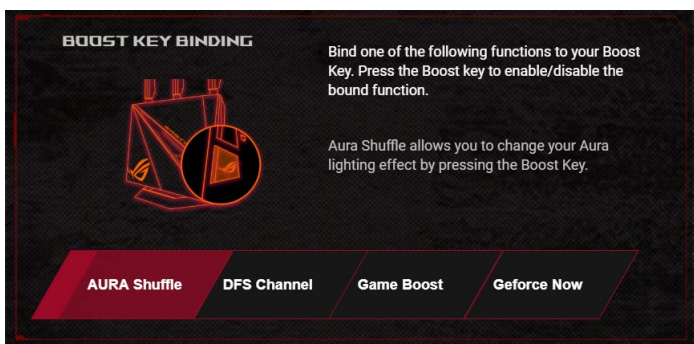 BOOST KEY BINDING
Bind one of the following functions to your Boost
Key. Press the Boost key to enable/disable the
bound function.
Aura Shuffle allows you to change your Aura
lighting effect by pressing the Boost Key.
AURA Shuffle DFS Channel Game Boost Geforce Now